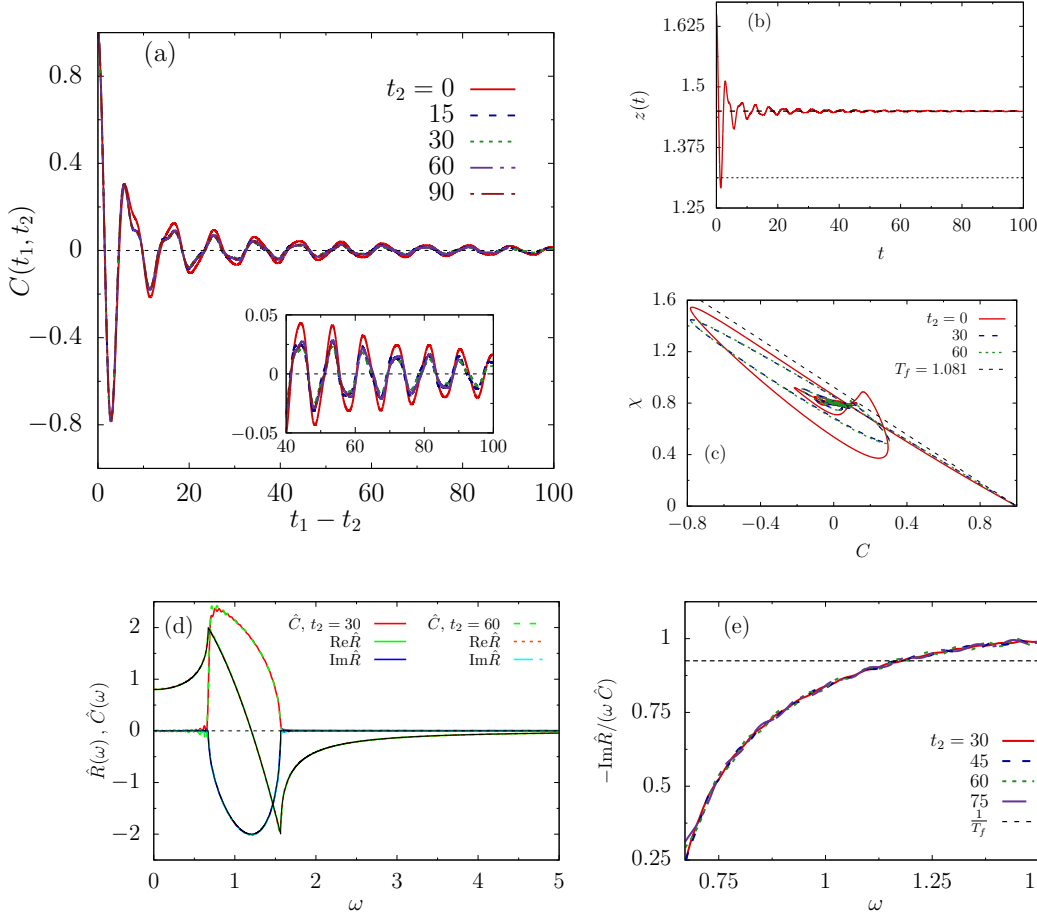 (a)
0.8
0.4
0
−0.4
−0.8
C(t₁, t₂)
t₂ = 0
15
30
60
90
0.05
0
−0.05
40 60 80 100
0 20 40 60 80 100
t₁ − t₂
(b)
1.625
1.5
1.375
1.25
z(t)
0 20 40 60 80 100
t
(c)
1.6
1.2
0.8
0.4
0
χ
t₂ = 0
30
60
T_f = 1.081
−0.8 −0.4 0 0.4 0.8
C
(d)
2
1
0
−1
−2
R̂(ω) , Ĉ(ω)
Ĉ, t₂ = 30 Ĉ, t₂ = 60
ReR̂ ReR̂
ImR̂ ImR̂
0 1 2 3 4 5
ω
(e)
1
0.75
0.5
0.25
−ImR̂/(ω Ĉ)
t₂ = 30
45
60
75
1/T_f
0.75 1 1.25 1.5
ω